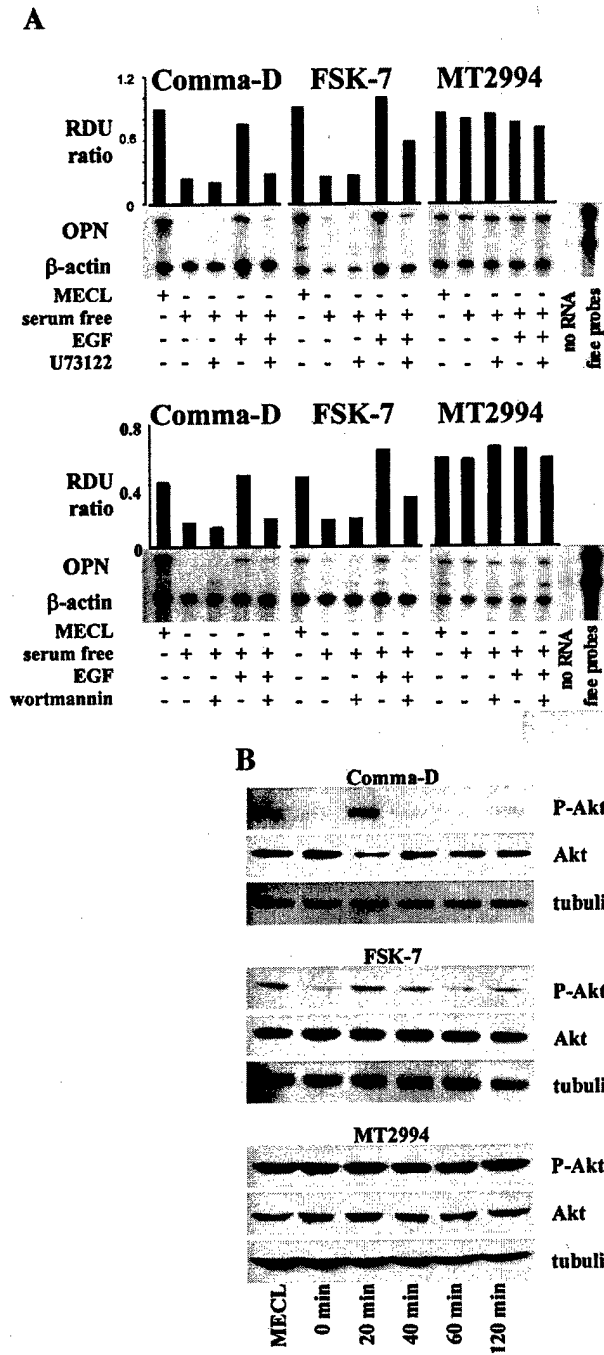 A
Comma-D FSK-7 MT2994
1.2
RDU ratio
0.6
0
OPN
β-actin
MECL + - - - - + - - - - + - - - -
serum free - + + + + - + + + + - + + + +
EGF - - - + + - - - + + - - - + +
U73122 - - + - + - - + - + - - + - +
no RNA
free probes
Comma-D FSK-7 MT2994
0.8
RDU ratio
0.4
0
OPN
β-actin
MECL + - - - - + - - - - + - - - -
serum free - + + + + - + + + + - + + + +
EGF - - - + + - - - + + - - - + +
wortmannin - - + - + - - + - + - - + - +
no RNA
free probes
B
Comma-D
P-Akt
Akt
tubuli
FSK-7
P-Akt
Akt
tubuli
MT2994
P-Akt
Akt
tubuli
MECL
0 min
20 min
40 min
60 min
120 min